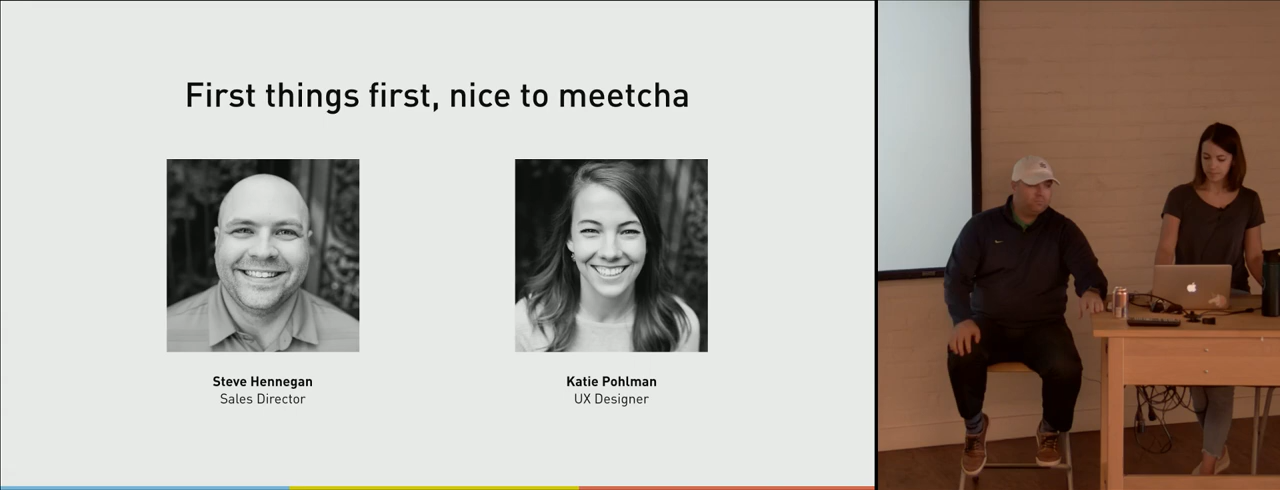 First things first, nice to meetcha
Steve Hennegan
Sales Director
Katie Pohlman
UX Designer